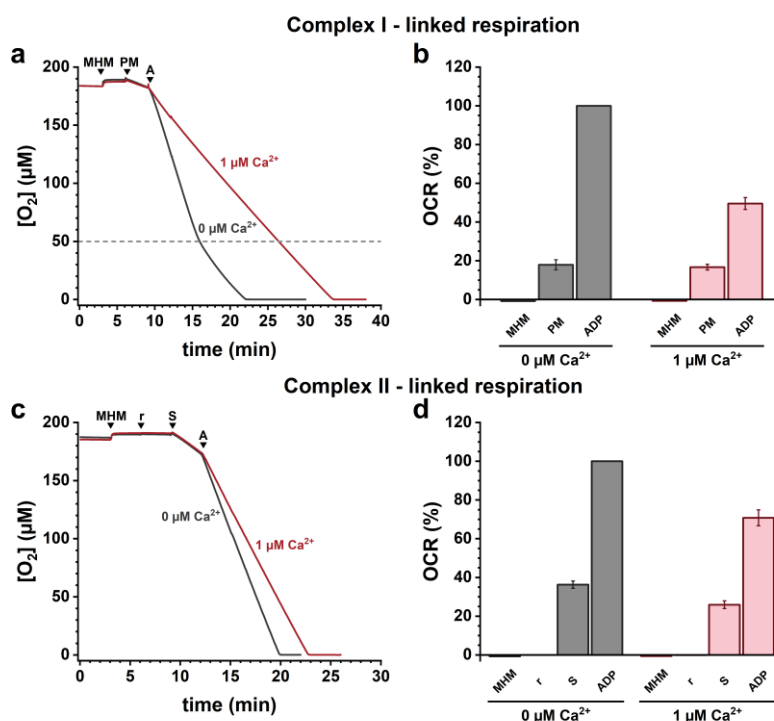 Complex I - linked respiration
a
MHM PM A
[O₂] (µM)
200
150
100
50
0
1 µM Ca²⁺
0 µM Ca²⁺
0 5 10 15 20 25 30 35 40
time (min)
b
OCR (%)
120
100
80
60
40
20
0
MHM PM ADP MHM PM ADP
0 µM Ca²⁺ 1 µM Ca²⁺
Complex II - linked respiration
c
MHM r S A
[O₂] (µM)
200
150
100
50
0
0 µM Ca²⁺
1 µM Ca²⁺
0 5 10 15 20 25 30
time (min)
d
OCR (%)
120
100
80
60
40
20
0
MHM r S ADP MHM r S ADP
0 µM Ca²⁺ 1 µM Ca²⁺